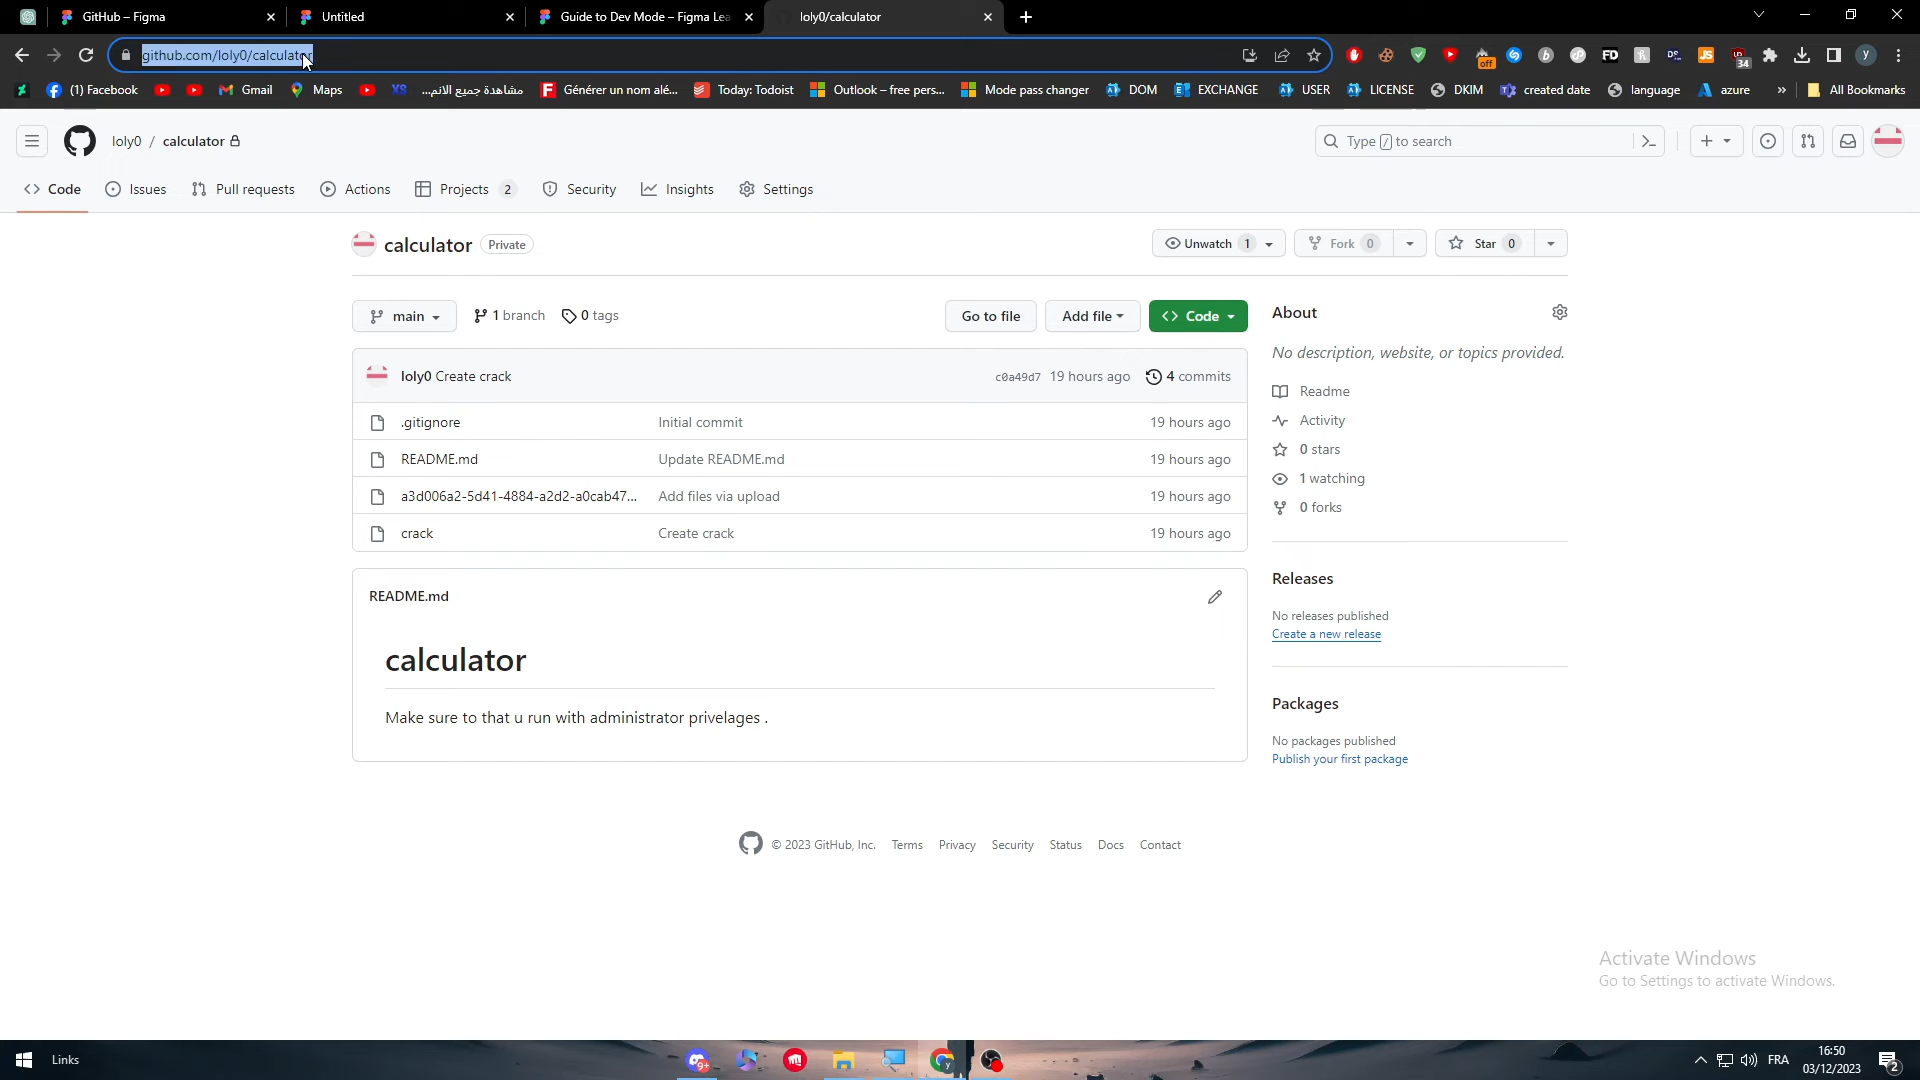 GitHub – Figma
Untitled
Guide to Dev Mode – Figma Lea
loly0/calculator
github.com/loly0/calculator
off
FD
JS
34
y
(1) Facebook
Gmail
Maps
XS
مشاهدة جميع الانم...
Générer un nom alé...
Today: Todoist
Outlook – free pers...
Mode pass changer
DOM
EXCHANGE
USER
LICENSE
DKIM
created date
language
azure
»
All Bookmarks
loly0 / calculator
Type / to search
Code
Issues
Pull requests
Actions
Projects 2
Security
Insights
Settings
calculator Private
Unwatch 1
Fork 0
Star 0
main
1 branch
0 tags
Go to file
Add file
Code
loly0 Create crack
c0a49d7 19 hours ago 4 commits
.gitignore Initial commit 19 hours ago
README.md Update README.md 19 hours ago
a3d006a2-5d41-4884-a2d2-a0cab47... Add files via upload 19 hours ago
crack Create crack 19 hours ago
README.md
calculator
Make sure to that u run with administrator privelages .
About
No description, website, or topics provided.
Readme
Activity
0 stars
1 watching
0 forks
Releases
No releases published
Create a new release
Packages
No packages published
Publish your first package
© 2023 GitHub, Inc. Terms Privacy Security Status Docs Contact
Activate Windows
Go to Settings to activate Windows.
Links
9+
FRA
16:50
03/12/2023
2